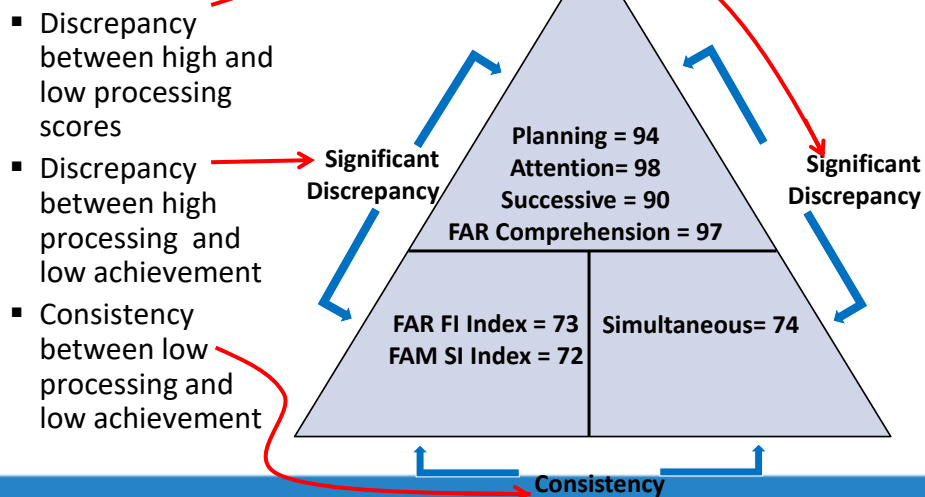 ▪ Discrepancy
between high and
low processing
scores
▪ Discrepancy
between high
processing and
low achievement
▪ Consistency
between low
processing and
low achievement
Significant
Discrepancy
Planning = 94
Attention= 98
Successive = 90
FAR Comprehension = 97
Significant
Discrepancy
FAR FI Index = 73
FAM SI Index = 72
Simultaneous= 74
Consistency